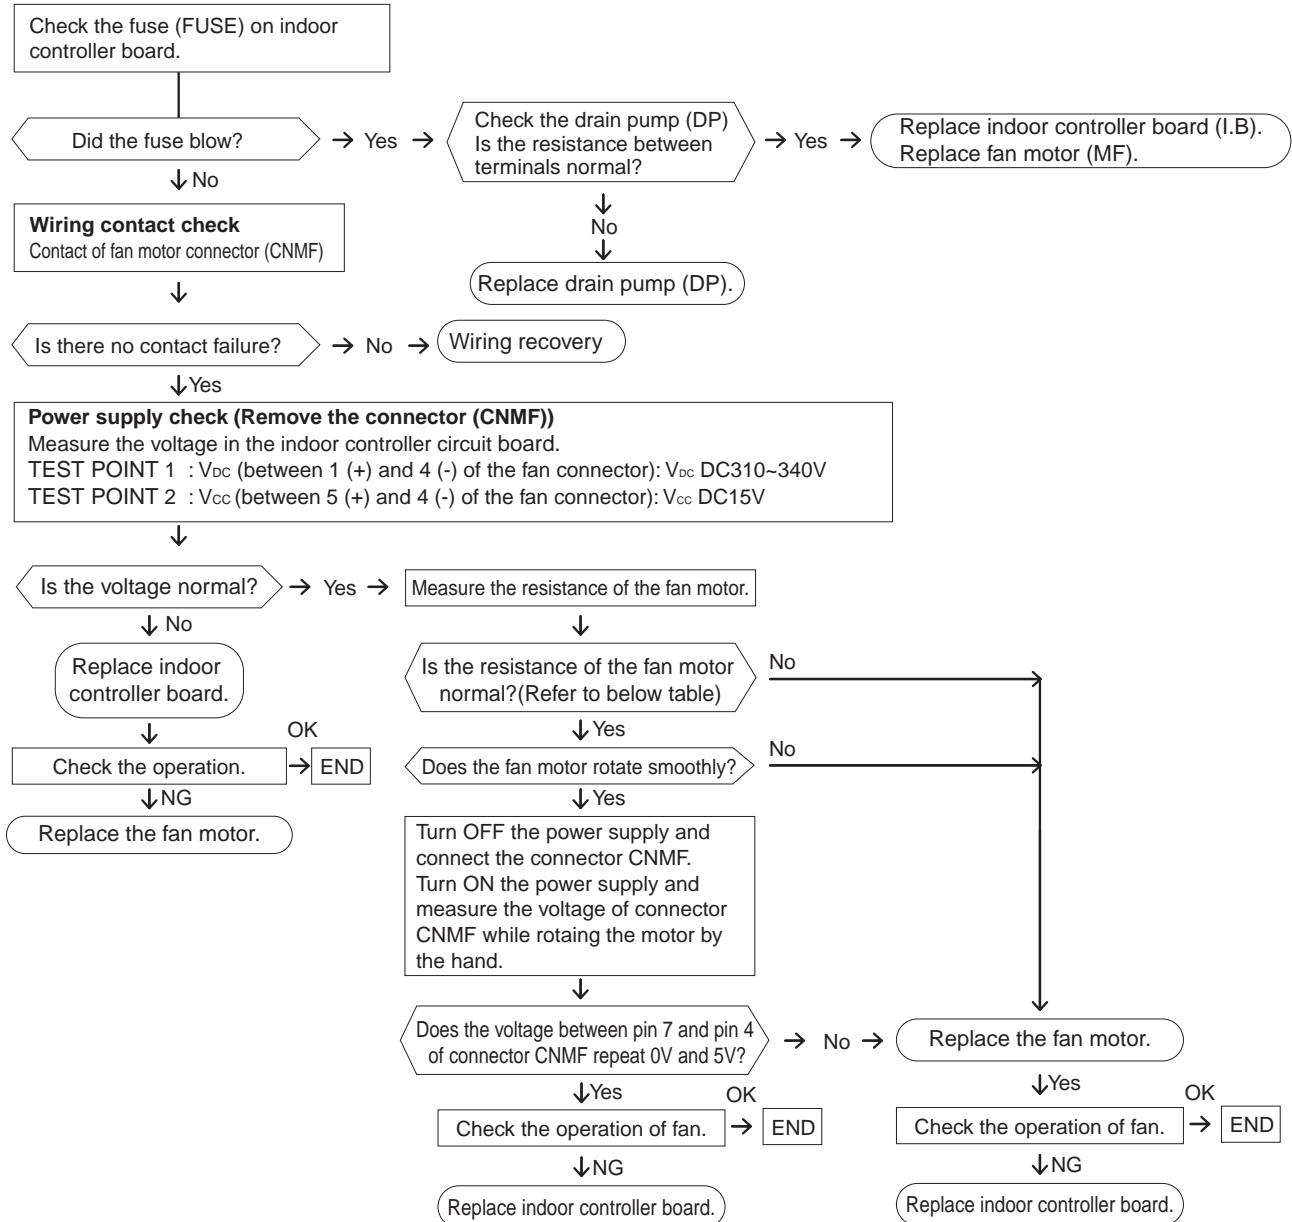 Check the fuse (FUSE) on indoor
controller board.
Did the fuse blow?
Yes
Check the drain pump (DP)
Is the resistance between
terminals normal?
Yes
Replace indoor controller board (I.B).
Replace fan motor (MF).
No
No
Replace drain pump (DP).
Wiring contact check
Contact of fan motor connector (CNMF)
Is there no contact failure?
No
Wiring recovery
Yes
Power supply check (Remove the connector (CNMF))
Measure the voltage in the indoor controller circuit board.
TEST POINT 1 : VDC (between 1 (+) and 4 (-) of the fan connector): VDC DC310~340V
TEST POINT 2 : VCC (between 5 (+) and 4 (-) of the fan connector): VCC DC15V
Is the voltage normal?
Yes
Measure the resistance of the fan motor.
No
Replace indoor
controller board.
Check the operation.
OK
END
NG
Replace the fan motor.
Is the resistance of the fan motor
normal?(Refer to below table)
No
Yes
Does the fan motor rotate smoothly?
No
Yes
Turn OFF the power supply and
connect the connector CNMF.
Turn ON the power supply and
measure the voltage of connector
CNMF while rotaing the motor by
the hand.
Does the voltage between pin 7 and pin 4
of connector CNMF repeat 0V and 5V?
No
Replace the fan motor.
Yes
Check the operation of fan.
OK
END
NG
Replace indoor controller board.
Yes
Check the operation of fan.
OK
END
NG
Replace indoor controller board.